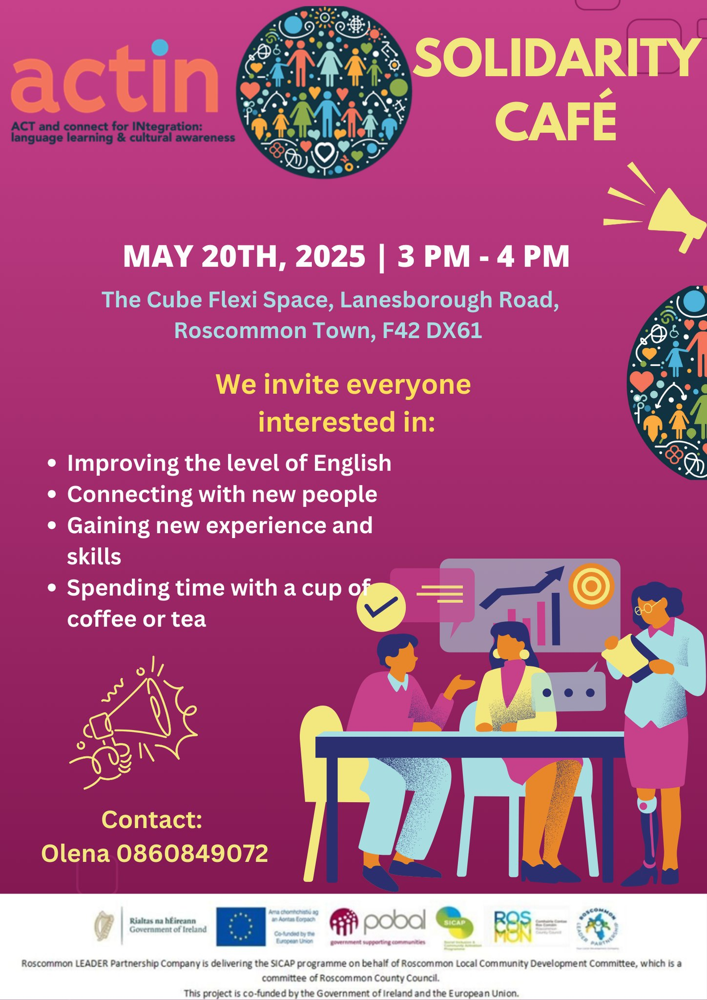 actin
ACT and connect for INtegration:
language learning & cultural awareness
SOLIDARITY
CAFÉ
MAY 20TH, 2025 | 3 PM - 4 PM
The Cube Flexi Space, Lanesborough Road,
Roscommon Town, F42 DX61
We invite everyone
interested in:
• Improving the level of English
• Connecting with new people
• Gaining new experience and
skills
• Spending time with a cup of
coffee or tea
Contact:
Olena 0860849072
Rialtas na hÉireann
Government of Ireland
Arna chomhchistiú ag
an Aontas Eorpach
Co-funded by the
European Union
pobal
government supporting communities
SICAP
Social Inclusion &
Community Activation
Programme
ROS
COM
MON
Comhairle Contae
Ros Comáin
Roscommon
County Council
ROSCOMMON
LEADER PARTNERSHIP
Roscommon LEADER Partnership Company is delivering the SICAP programme on behalf of Roscommon Local Community Development Committee, which is a
committee of Roscommon County Council.
This project is co-funded by the Government of Ireland and the European Union.